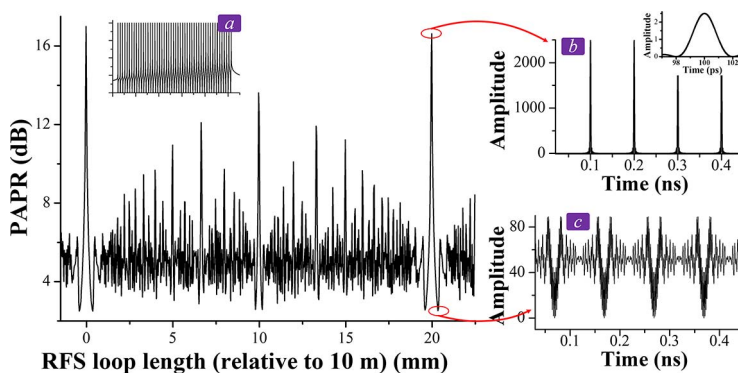 a
16
12
8
4
PAPR (dB)
0
5
10
15
20
RFS loop length (relative to 10 m) (mm)
b
2000
1000
0
Amplitude
0.1
0.2
0.3
0.4
Time (ns)
2
1
0
Amplitude
98
100
102
Time (ps)
c
80
40
0
Amplitude
0.1
0.2
0.3
0.4
Time (ns)